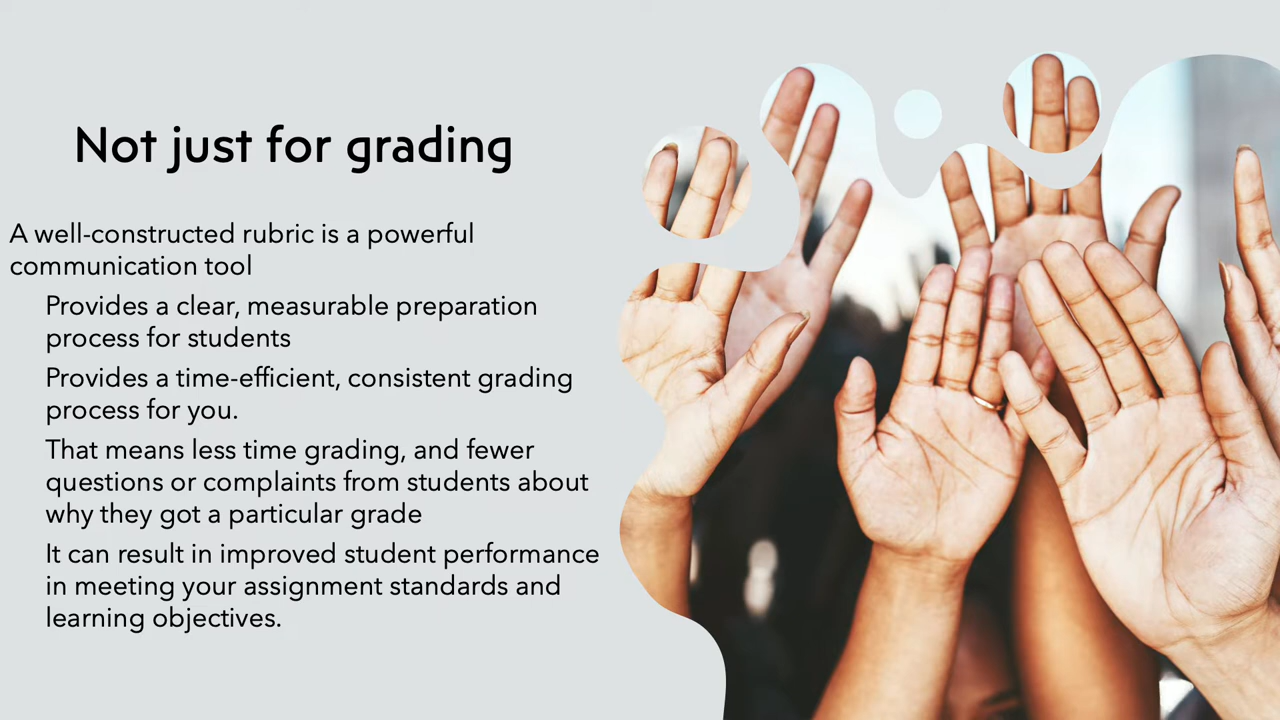 Not just for grading
A well-constructed rubric is a powerful
communication tool
Provides a clear, measurable preparation
process for students
Provides a time-efficient, consistent grading
process for you.
That means less time grading, and fewer
questions or complaints from students about
why they got a particular grade
It can result in improved student performance
in meeting your assignment standards and
learning objectives.